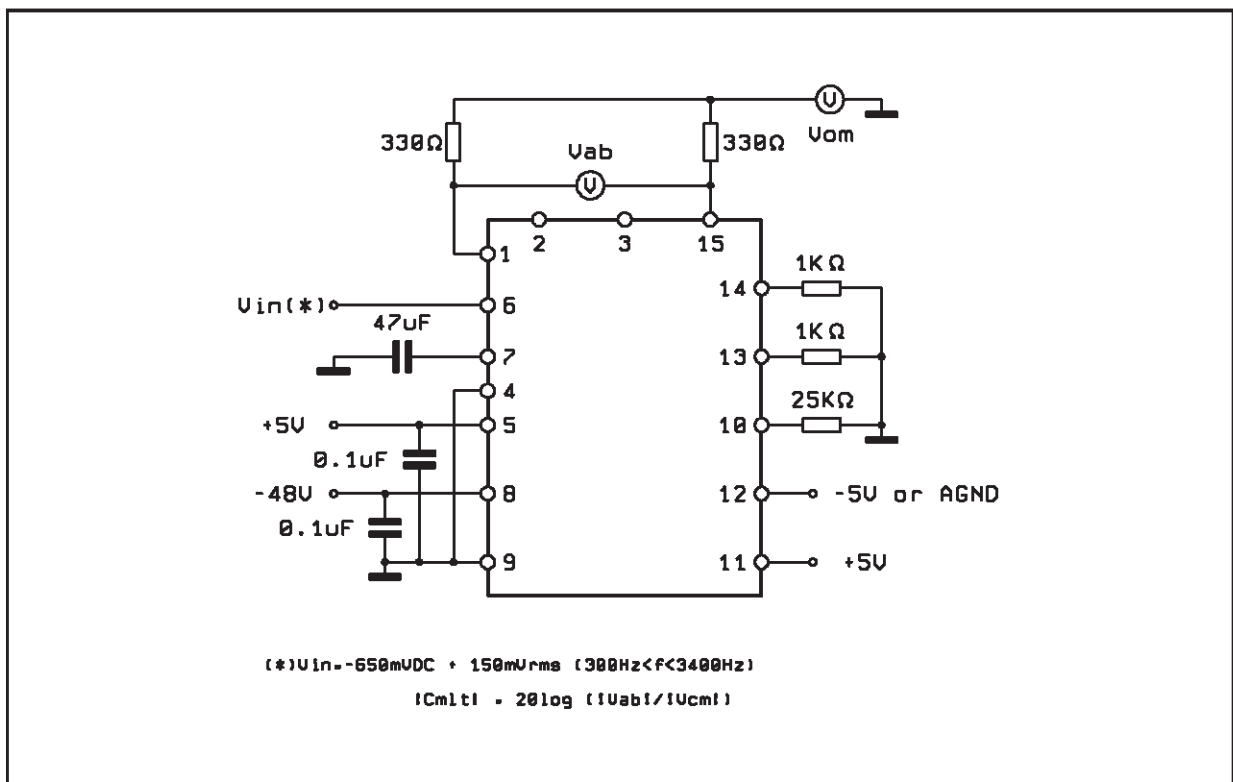 330Ω
330Ω
V
Vom
Vab
V
2
3
15
1
14
1KΩ
Vin(*)
6
47uF
7
13
1KΩ
4
+5V
5
10
25KΩ
0.1uF
-48V
8
12
-5V or AGND
0.1uF
9
11
+5V
(*)Vin=-650mVDC + 150mVrms (300Hz<f<3400Hz)
|Cmlt| = 20log (|Vab|/|Vcm|)